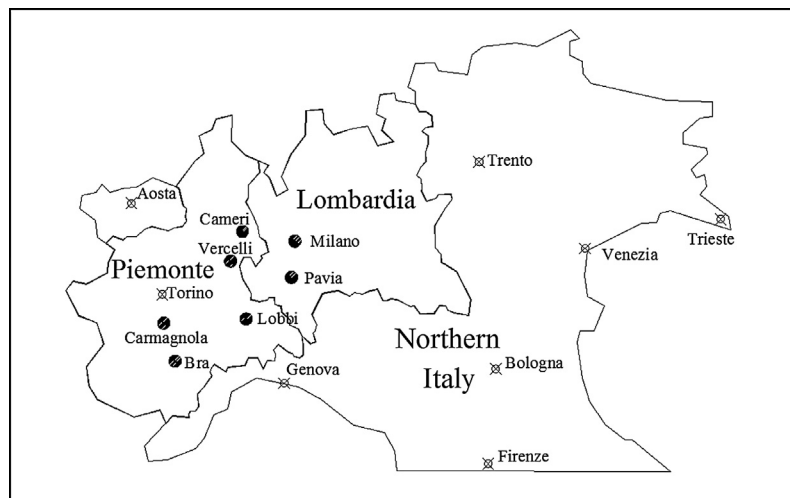 Trento
Aosta
Lombardia
Cameri
Milano
Trieste
Vercelli
Venezia
Piemonte
Pavia
Torino
Lobbi
Carmagnola
Northern
Bra
Genova
Bologna
Italy
Firenze